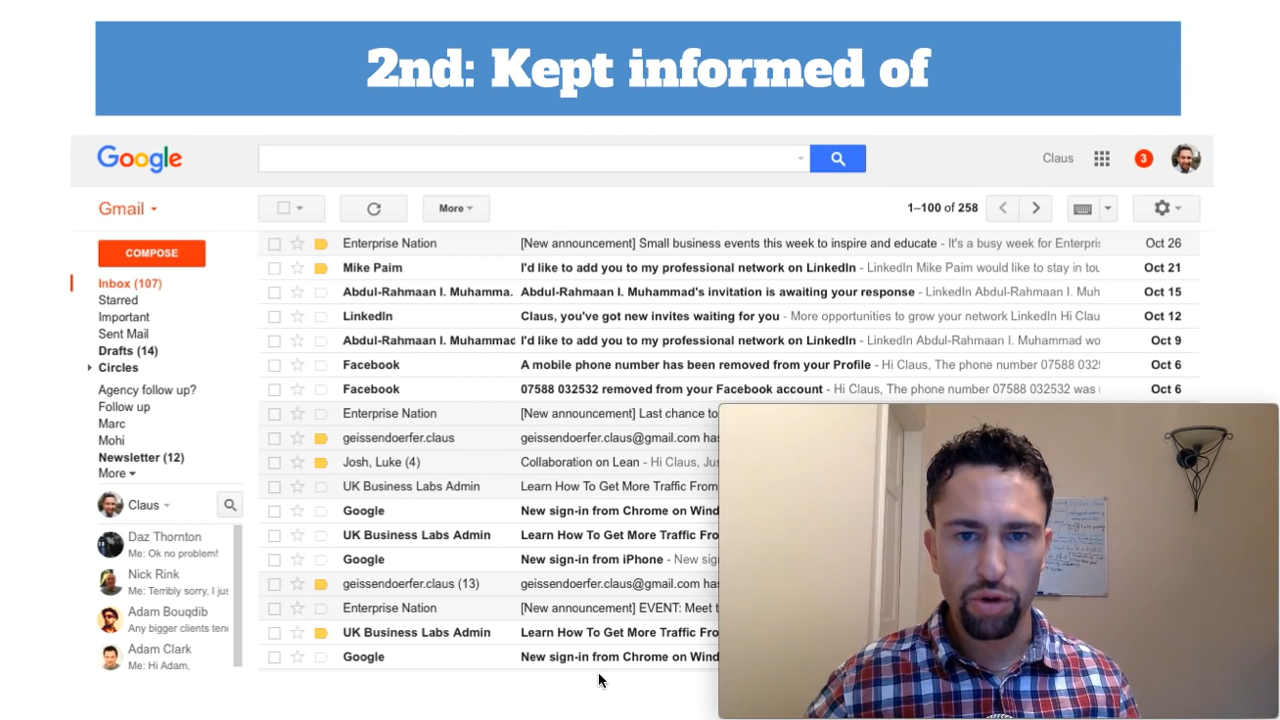 2nd: Kept informed of
Google
Claus
3
Gmail
More
1–100 of 258
COMPOSE
Inbox (107)
Starred
Important
Sent Mail
Drafts (14)
Circles
Agency follow up?
Follow up
Marc
Mohi
Newsletter (12)
More
Claus
Daz Thornton
Me: Ok no problem!
Nick Rink
Me: Terribly sorry, I jus
Adam Bouqdib
Any bigger clients tend
Adam Clark
Me: Hi Adam,
Enterprise Nation [New announcement] Small business events this week to inspire and educate - It's a busy week for Enterpris Oct 26
Mike Paim I'd like to add you to my professional network on LinkedIn - LinkedIn Mike Paim would like to stay in tou Oct 21
Abdul-Rahmaan I. Muhamma. Abdul-Rahmaan I. Muhammad's invitation is awaiting your response - LinkedIn Abdul-Rahmaan I. Muh Oct 15
LinkedIn Claus, you've got new invites waiting for you - More opportunities to grow your network LinkedIn Hi Clau Oct 12
Abdul-Rahmaan I. Muhammad I'd like to add you to my professional network on LinkedIn - LinkedIn Abdul-Rahmaan I. Muhammad wo Oct 9
Facebook A mobile phone number has been removed from your Profile - Hi Claus, The phone number 07588 032 Oct 6
Facebook 07588 032532 removed from your Facebook account - Hi Claus, The phone number 07588 032532 was Oct 6
Enterprise Nation [New announcement] Last chance to
geissendoerfer.claus geissendoerfer.claus@gmail.com has
Josh, Luke (4) Collaboration on Lean - Hi Claus, Jus
UK Business Labs Admin Learn How To Get More Traffic From
Google New sign-in from Chrome on Wind
UK Business Labs Admin Learn How To Get More Traffic Fro
Google New sign-in from iPhone - New sig
geissendoerfer.claus (13) geissendoerfer.claus@gmail.com has
Enterprise Nation [New announcement] EVENT: Meet t
UK Business Labs Admin Learn How To Get More Traffic Fro
Google New sign-in from Chrome on Wind